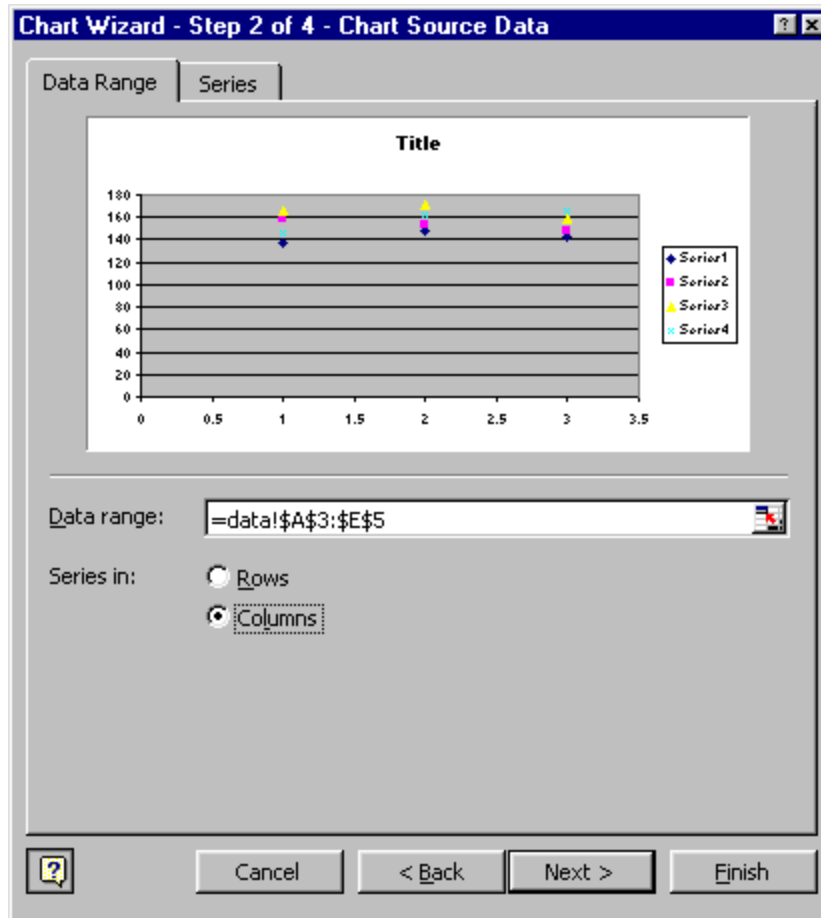 Chart Wizard - Step 2 of 4 - Chart Source Data
Data Range
Series
Title
180
160
140
120
100
80
60
40
20
0
0 0.5 1 1.5 2 2.5 3 3.5
Series1
Series2
Series3
Series4
Data range: =data!$A$3:$E$5
Series in: Rows
Columns
Cancel < Back Next > Finish